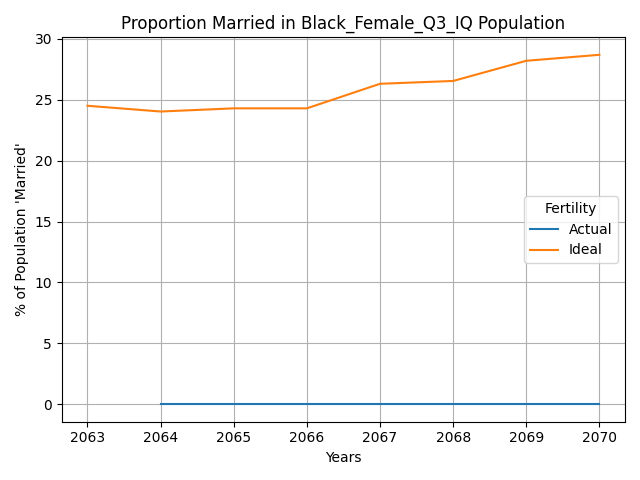 Proportion Married in Black_Female_Q3_IQ Population
% of Population 'Married'
30
25
20
15
10
5
0
Fertility
Actual
Ideal
2063 2064 2065 2066 2067 2068 2069 2070
Years